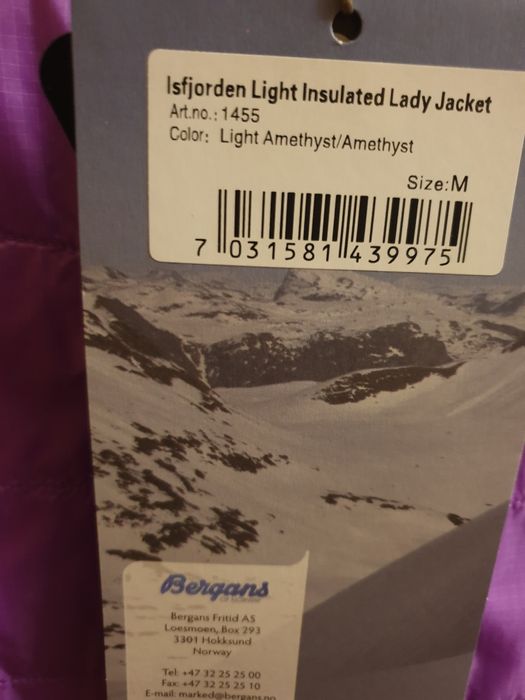 Isfjorden Light Insulated Lady Jacket
Art.no.: 1455
Color: Light Amethyst/Amethyst
Size: M
7 031581 439975
Bergans
Bergans Fritid AS
Loesmoen, Box 293
3301 Hokksund
Norway
Tel: +47 32 25 25 00
Fax: +47 32 25 25 10
E-mail: marked@bergans.no